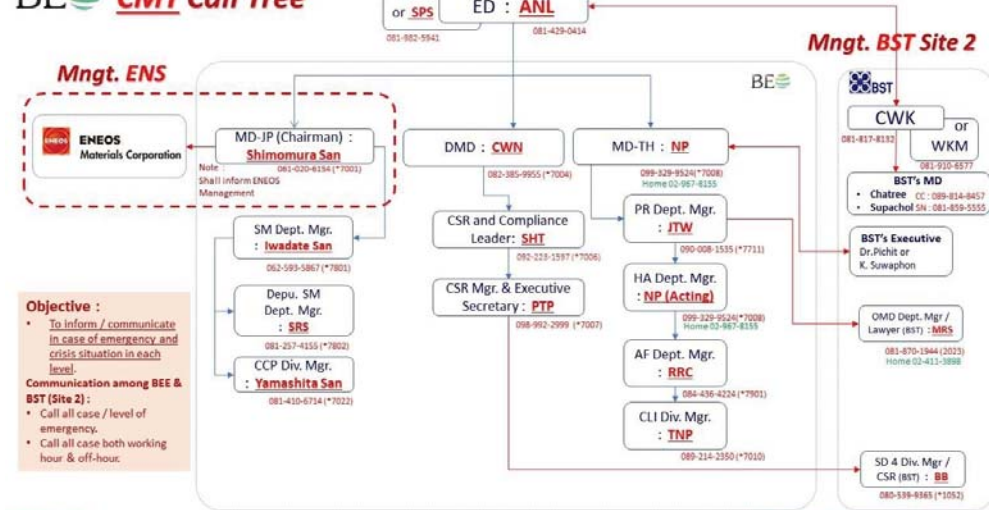 BE CMT Call Tree
or SPS
081-982-5941
ED : ANL
081-429-0414
Mngt. BST Site 2
Mngt. ENS
BE
BST
ENEOS
ENEOS
Materials Corporation
MD-JP (Chairman) :
Shimomura San
081-020-6154 (*7001)
Note :
Shall inform ENEOS
Management
DMD : CWN
082-385-9955 (*7004)
MD-TH : NP
099-329-9524(*7008)
Home 02-967-8155
CWK
or
WKM
081-817-8132
081-910-6577
BST's MD
• Chatree CC : 089-814-8457
• Supachol SN : 081-859-5555
SM Dept. Mgr.
: Iwadate San
062-593-5867 (*7801)
CSR and Compliance
Leader: SHT
092-223-1597 (*7006)
PR Dept. Mgr.
: JTW
090-008-1535 (*7711)
BST's Executive
Dr.Pichit or
K. Suwaphon
Depu. SM
Dept. Mgr.
: SRS
081-257-4155 (*7802)
CSR Mgr. & Executive
Secretary : PTP
098-992-2999 (*7007)
HA Dept. Mgr.
: NP (Acting)
099-329-9524(*7008)
Home 02-967-8155
OMD Dept. Mgr /
Lawyer (BST) : MRS
081-870-1944 (2023)
Home 02-411-3898
CCP Div. Mgr.
: Yamashita San
081-410-6714 (*7022)
AF Dept. Mgr.
: RRC
084-436-4224 (*7901)
CLI Div. Mgr.
: TNP
089-214-2350 (*7010)
SD 4 Div. Mgr /
CSR (BST) : BB
080-539-9365 (*1052)
Objective :
• To inform / communicate
in case of emergency and
crisis situation in each
level.
Communication among BEE &
BST (Site 2) :
• Call all case / level of
emergency.
• Call all case both working
hour & off-hour.